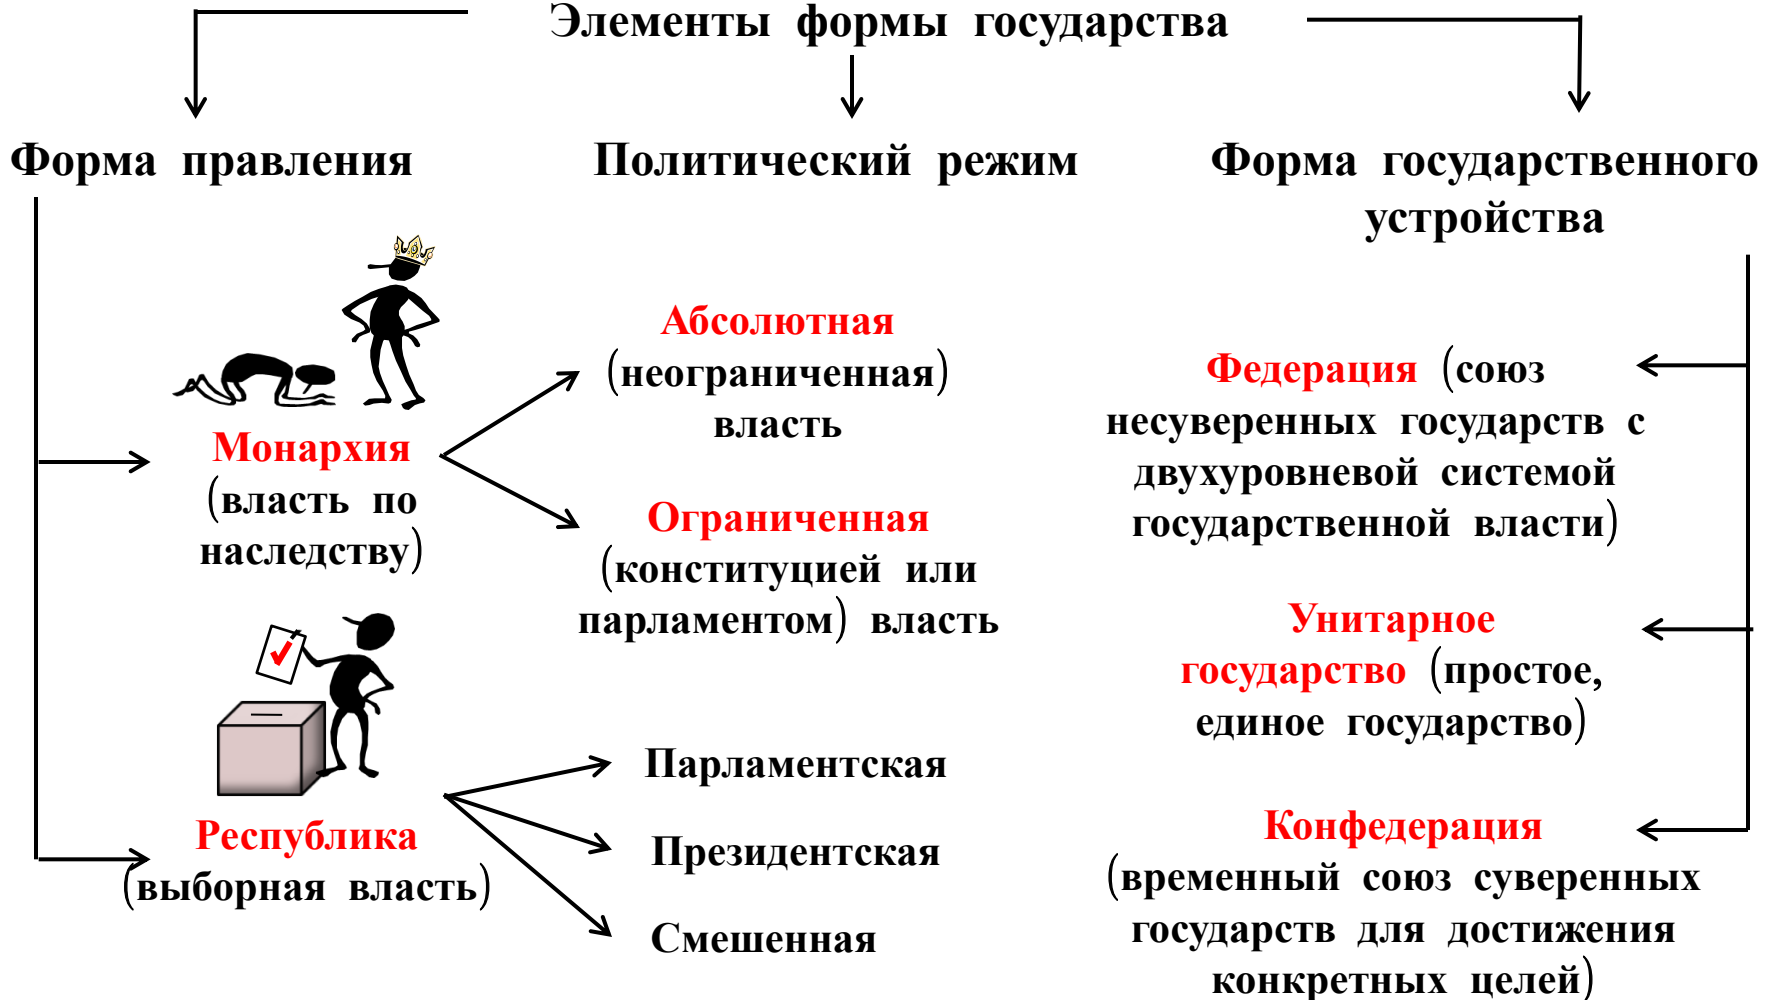 Элементы формы государства
Форма правления
Политический режим
Форма государственного
устройства
Монархия
(власть по
наследству)
Абсолютная
(неограниченная)
власть
Ограниченная
(конституцией или
парламентом) власть
Республика
(выборная власть)
Парламентская
Президентская
Смешенная
Федерация (союз
несуверенных государств с
двухуровневой системой
государственной власти)
Унитарное
государство (простое,
единое государство)
Конфедерация
(временный союз суверенных
государств для достижения
конкретных целей)